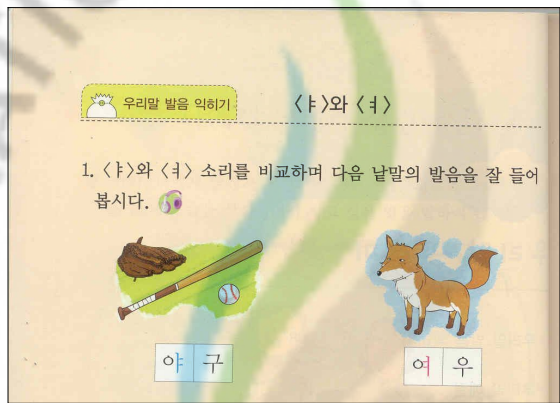 우리말 발음 익히기
〈ㅑ〉와 〈ㅕ〉
1. 〈ㅑ〉와 〈ㅕ〉 소리를 비교하며 다음 낱말의 발음을 잘 들어
봅시다.
야구
여우